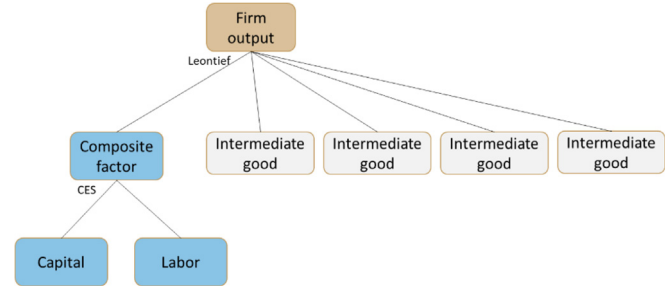 Firm
output
Leontief
Composite
factor
Intermediate
good
Intermediate
good
Intermediate
good
Intermediate
good
CES
Capital
Labor